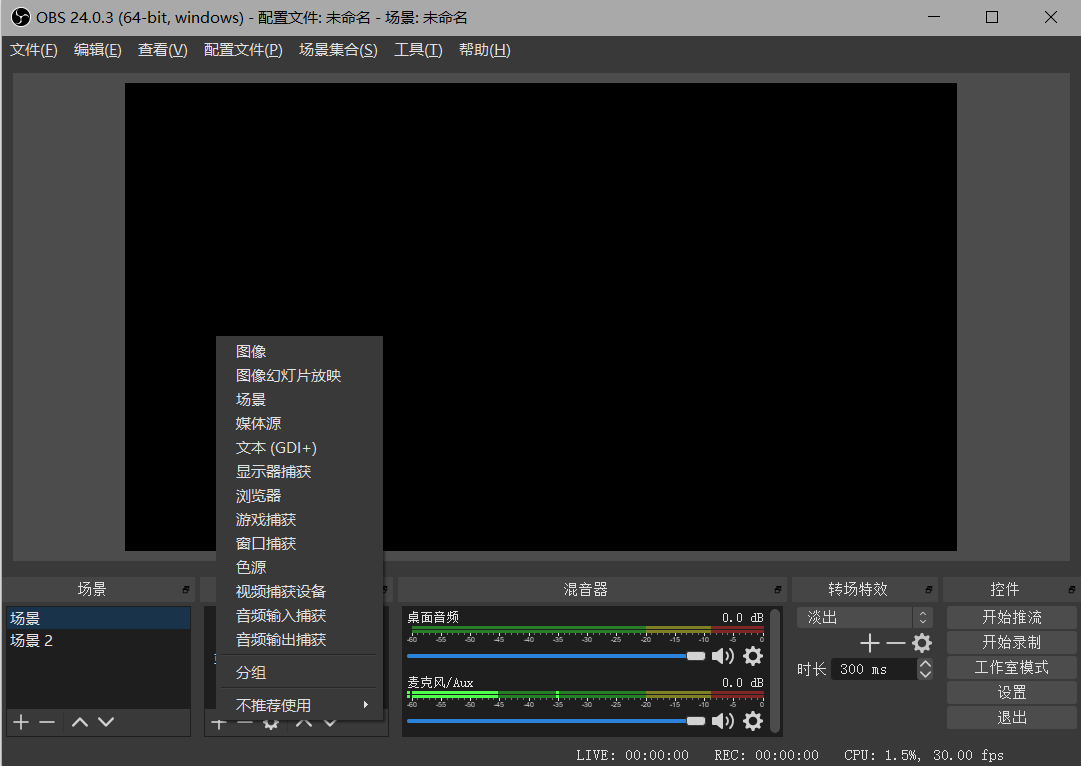 OBS 24.0.3 (64-bit, windows) - 配置文件: 未命名 - 场景: 未命名
文件(F) 编辑(E) 查看(V) 配置文件(P) 场景集合(S) 工具(T) 帮助(H)
图像
图像幻灯片放映
场景
媒体源
文本 (GDI+)
显示器捕获
浏览器
游戏捕获
窗口捕获
色源
视频捕获设备
音频输入捕获
音频输出捕获
分组
不推荐使用
场景
场景
场景 2
混音器
桌面音频 0.0 dB
-60 -55 -50 -45 -40 -35 -30 -25 -20 -15 -10 -5 0
麦克风/Aux 0.0 dB
-60 -55 -50 -45 -40 -35 -30 -25 -20 -15 -10 -5 0
转场特效
淡出
时长 300 ms
控件
开始推流
开始录制
工作室模式
设置
退出
LIVE: 00:00:00 REC: 00:00:00 CPU: 1.5%, 30.00 fps